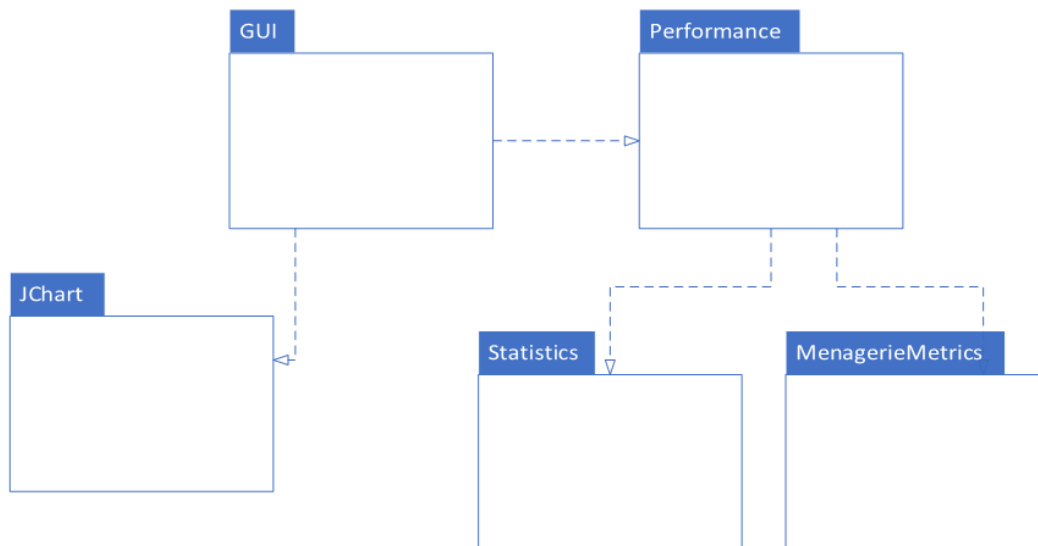 GUI
Performance
JChart
Statistics
MenagerieMetrics